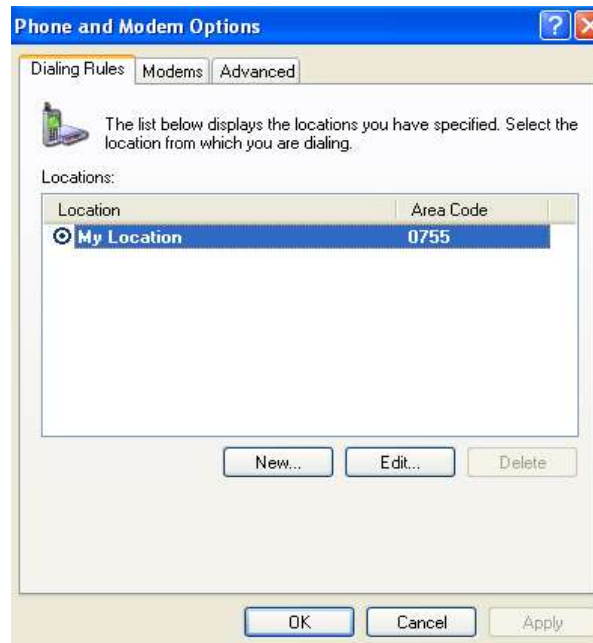 Phone and Modem Options
Dialing Rules Modems Advanced
The list below displays the locations you have specified. Select the
location from which you are dialing.
Locations:
Location Area Code
My Location 0755
New... Edit... Delete
OK Cancel Apply